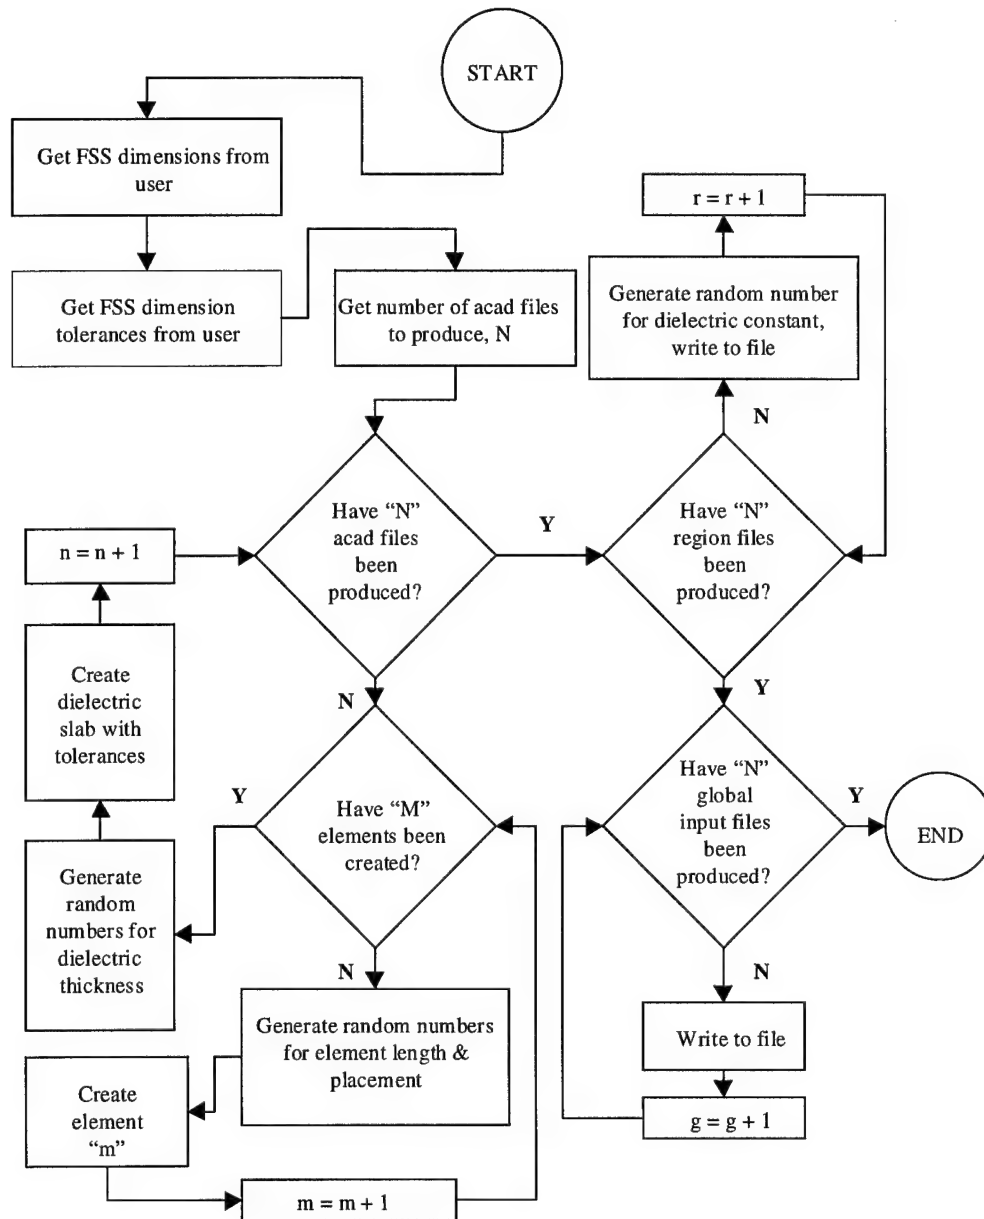 START
Get FSS dimensions from
user
Get FSS dimension
tolerances from user
Get number of acad files
to produce, N
r = r + 1
Generate random number
for dielectric constant,
write to file
N
Have “N”
acad files
been
produced?
Y
Have “N”
region files
been
produced?
n = n + 1
Create
dielectric
slab with
tolerances
N
Y
Y
Have “M”
elements been
created?
Have “N”
global
input files
been
produced?
Y
END
Generate
random
numbers for
dielectric
thickness
N
N
Generate random numbers
for element length &
placement
Write to file
Create
element
“m”
g = g + 1
m = m + 1